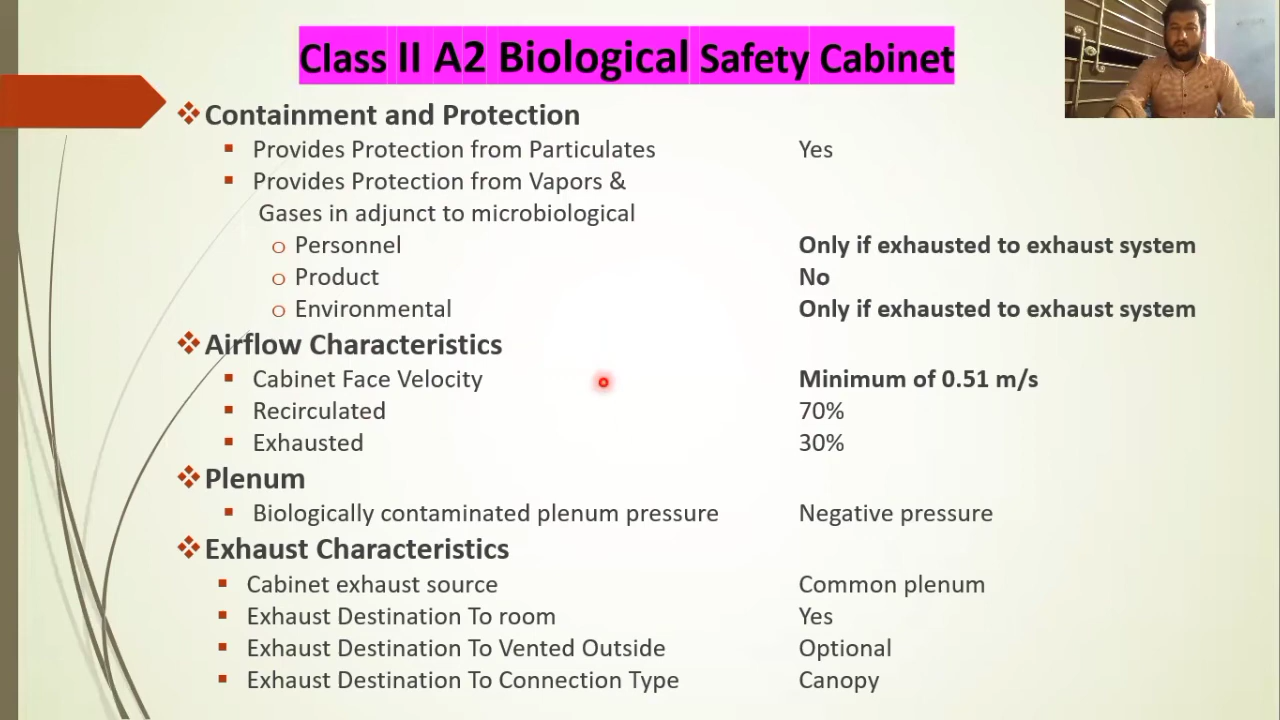 Class II A2 Biological Safety Cabinet
Containment and Protection
Provides Protection from Particulates Yes
Provides Protection from Vapors &
Gases in adjunct to microbiological
Personnel Only if exhausted to exhaust system
Product No
Environmental Only if exhausted to exhaust system
Airflow Characteristics
Cabinet Face Velocity Minimum of 0.51 m/s
Recirculated 70%
Exhausted 30%
Plenum
Biologically contaminated plenum pressure Negative pressure
Exhaust Characteristics
Cabinet exhaust source Common plenum
Exhaust Destination To room Yes
Exhaust Destination To Vented Outside Optional
Exhaust Destination To Connection Type Canopy